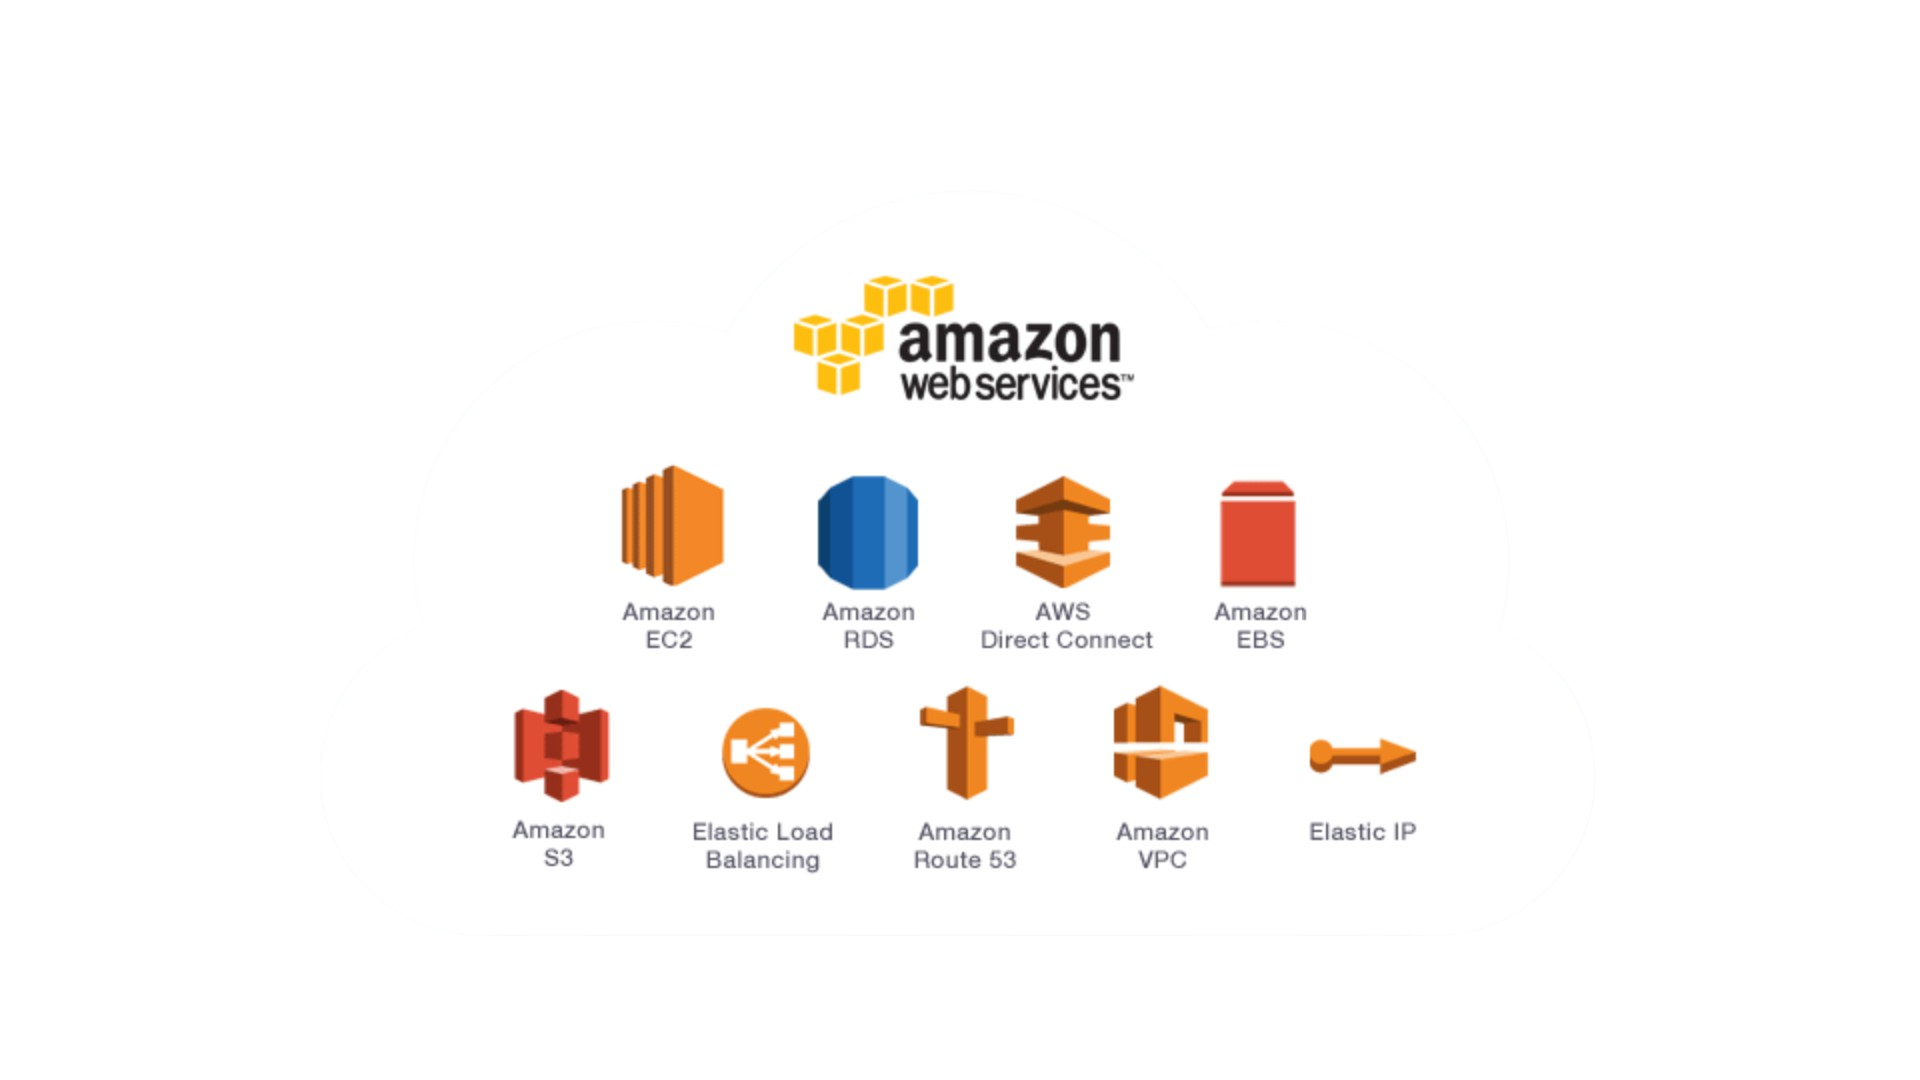 amazon
web services™
Amazon
EC2
Amazon
RDS
AWS
Direct Connect
Amazon
EBS
Amazon
S3
Elastic Load
Balancing
Amazon
Route 53
Amazon
VPC
Elastic IP